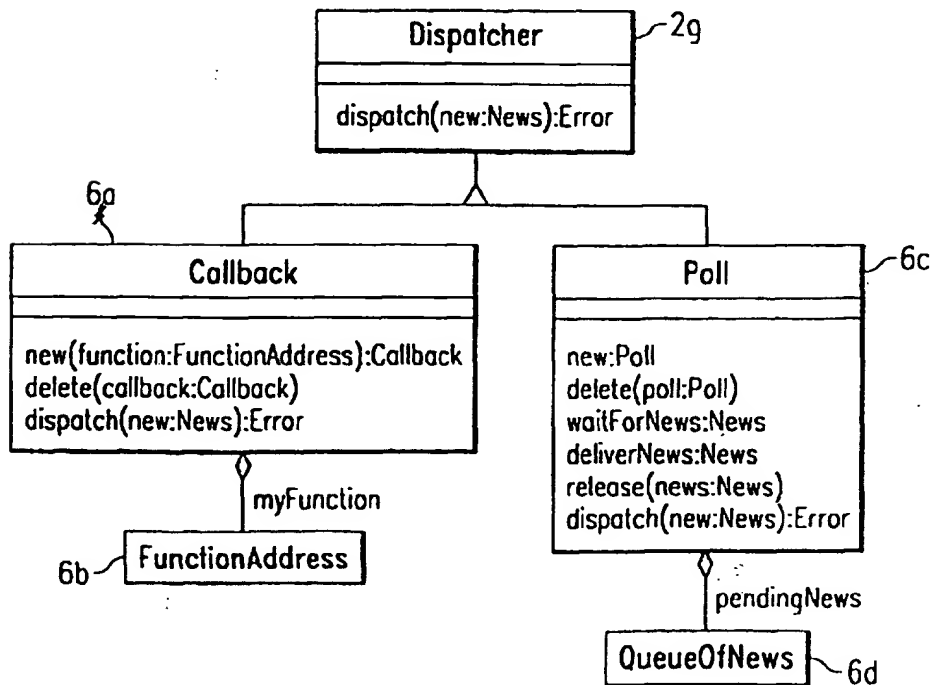 Dispatcher
2g
dispatch(new:News):Error
6a
Callback
new(function:FunctionAddress):Callback
delete(callback:Callback)
dispatch(new:News):Error
myFunction
6b
FunctionAddress
Poll
6c
new:Poll
delete(poll:Poll)
waitForNews:News
deliverNews:News
release(news:News)
dispatch(new:News):Error
pendingNews
QueueOfNews
6d